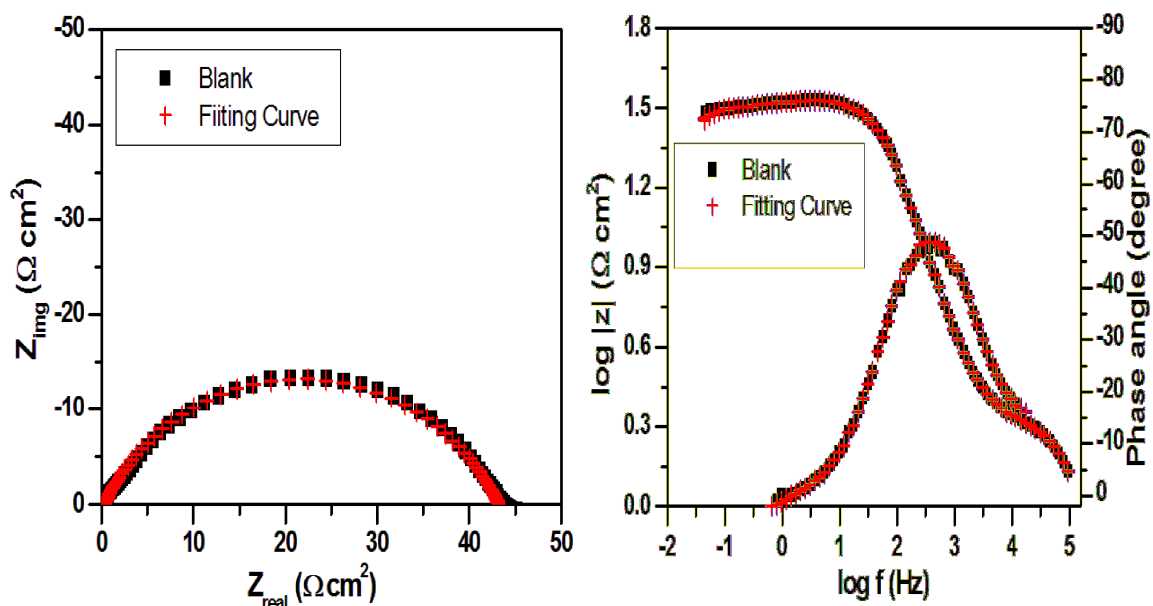 -50
-40
-30
-20
-10
0
Z_img (Ω cm²)
Blank
Fiiting Curve
0 10 20 30 40 50
Z_real (Ω cm²)
1.8
1.5
1.2
0.9
0.6
0.3
0.0
log |z| (Ω cm²)
Blank
Fitting Curve
-90
-80
-70
-60
-50
-40
-30
-20
-10
0
Phase angle (degree)
-2 -1 0 1 2 3 4 5
log f (Hz)